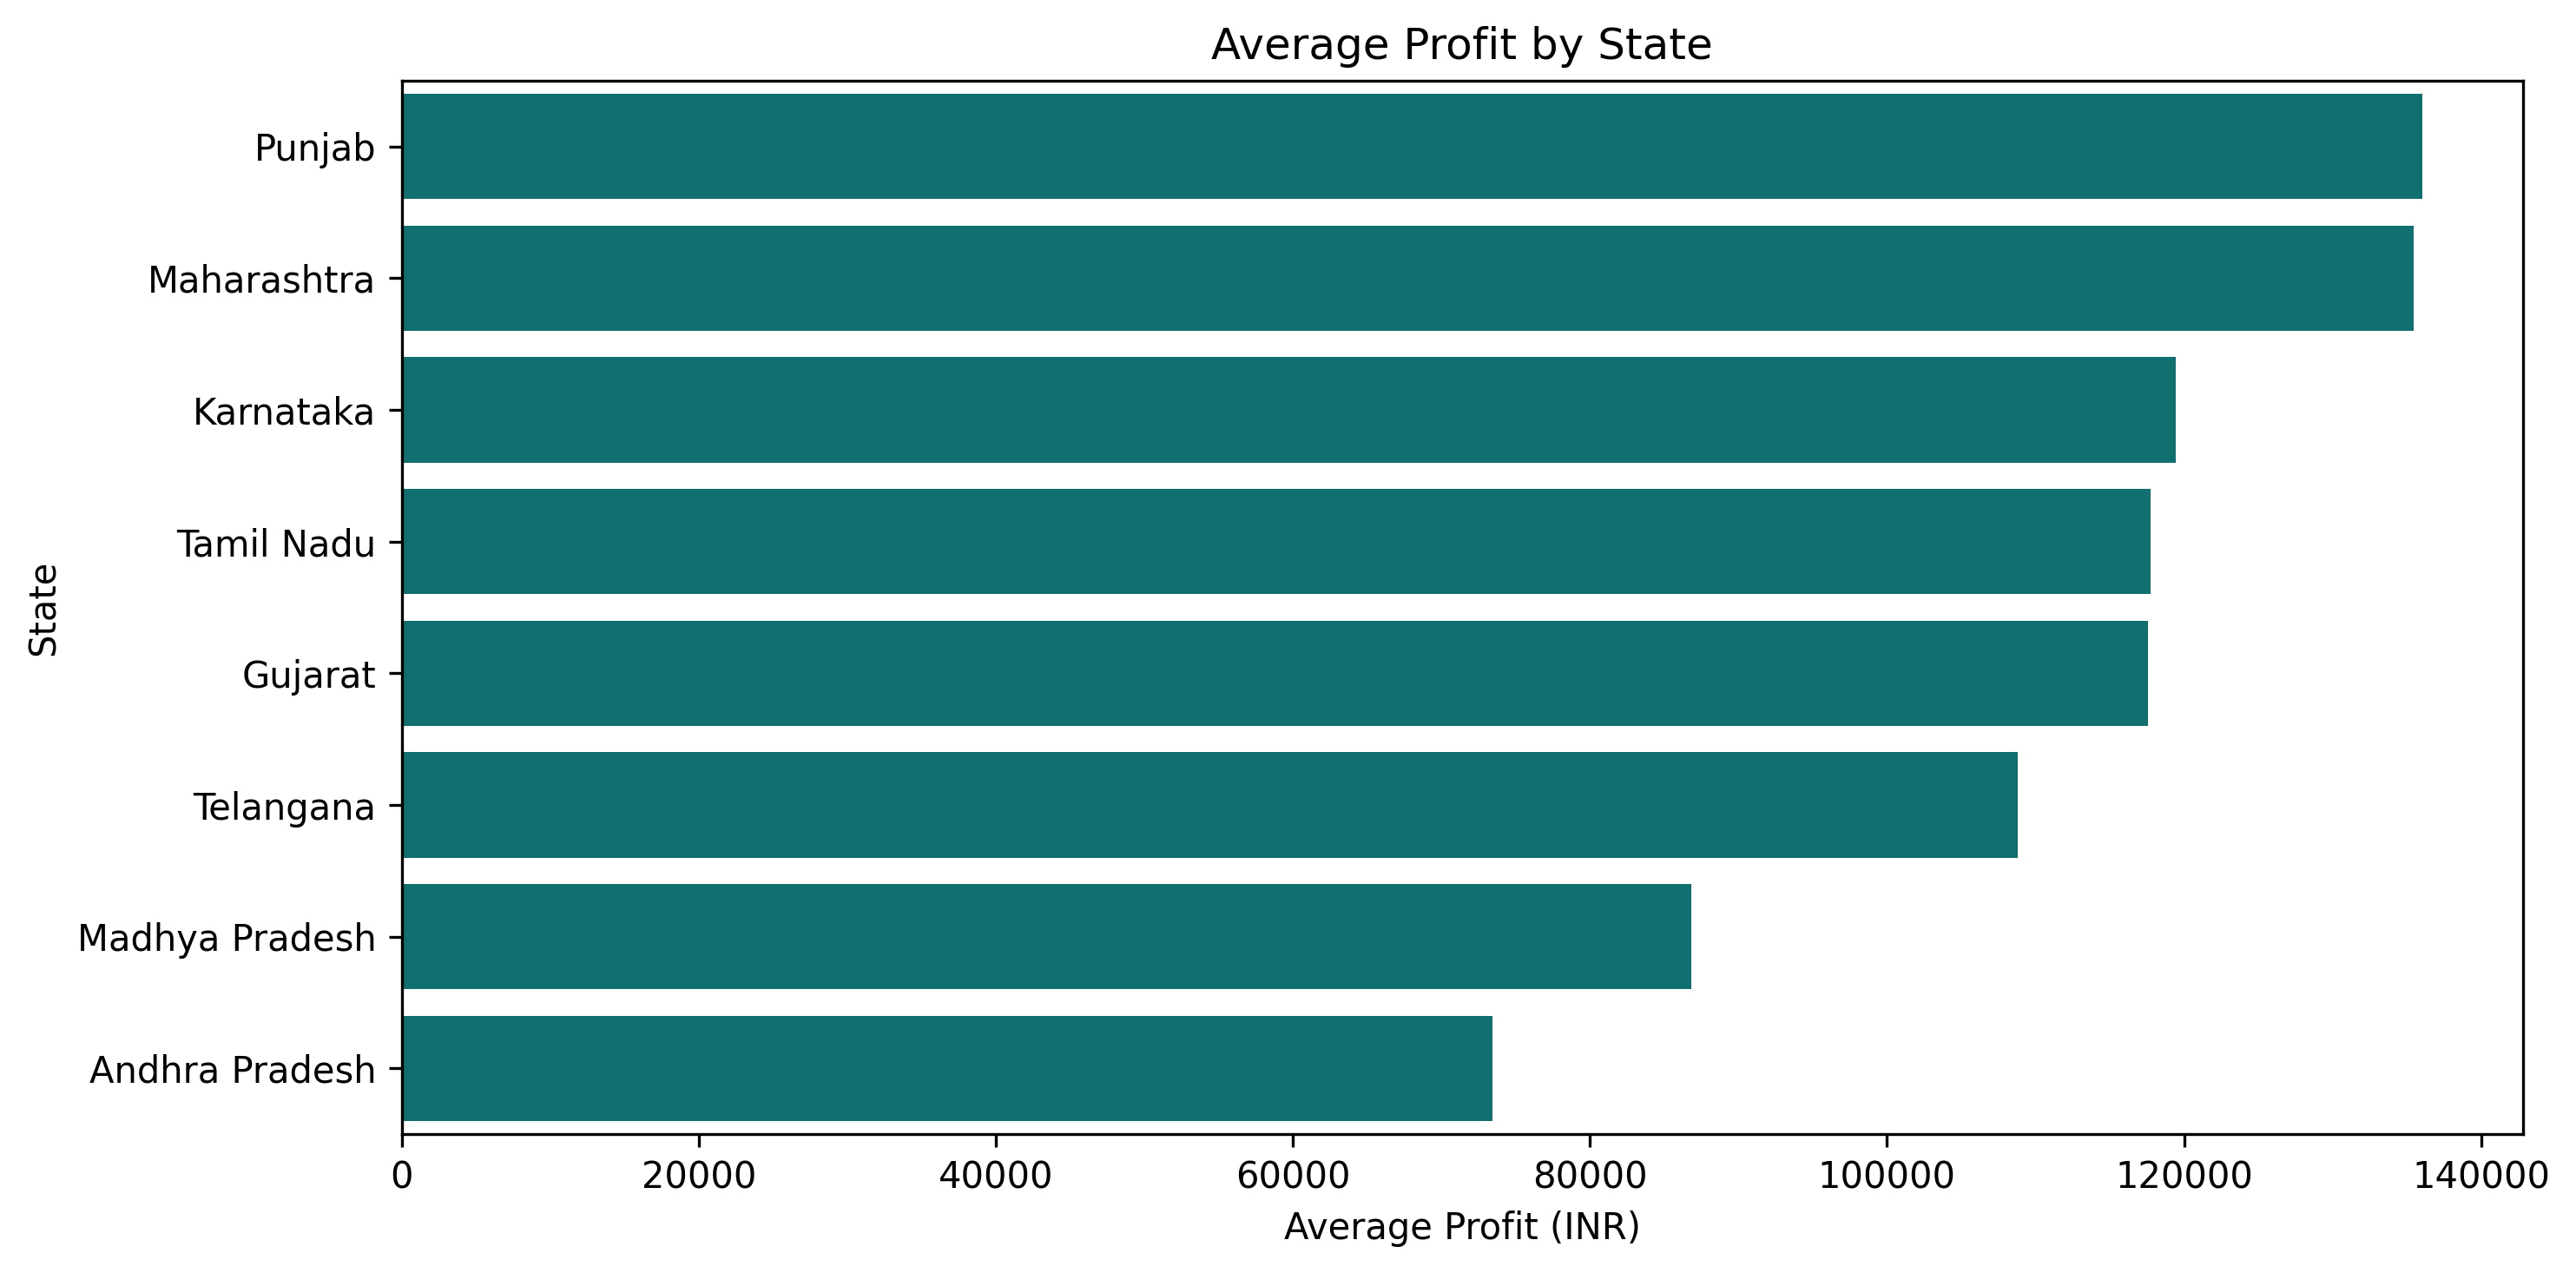 Average Profit by State
Punjab
Maharashtra
Karnataka
Tamil Nadu
Gujarat
Telangana
Madhya Pradesh
Andhra Pradesh
State
0 20000 40000 60000 80000 100000 120000 140000
Average Profit (INR)